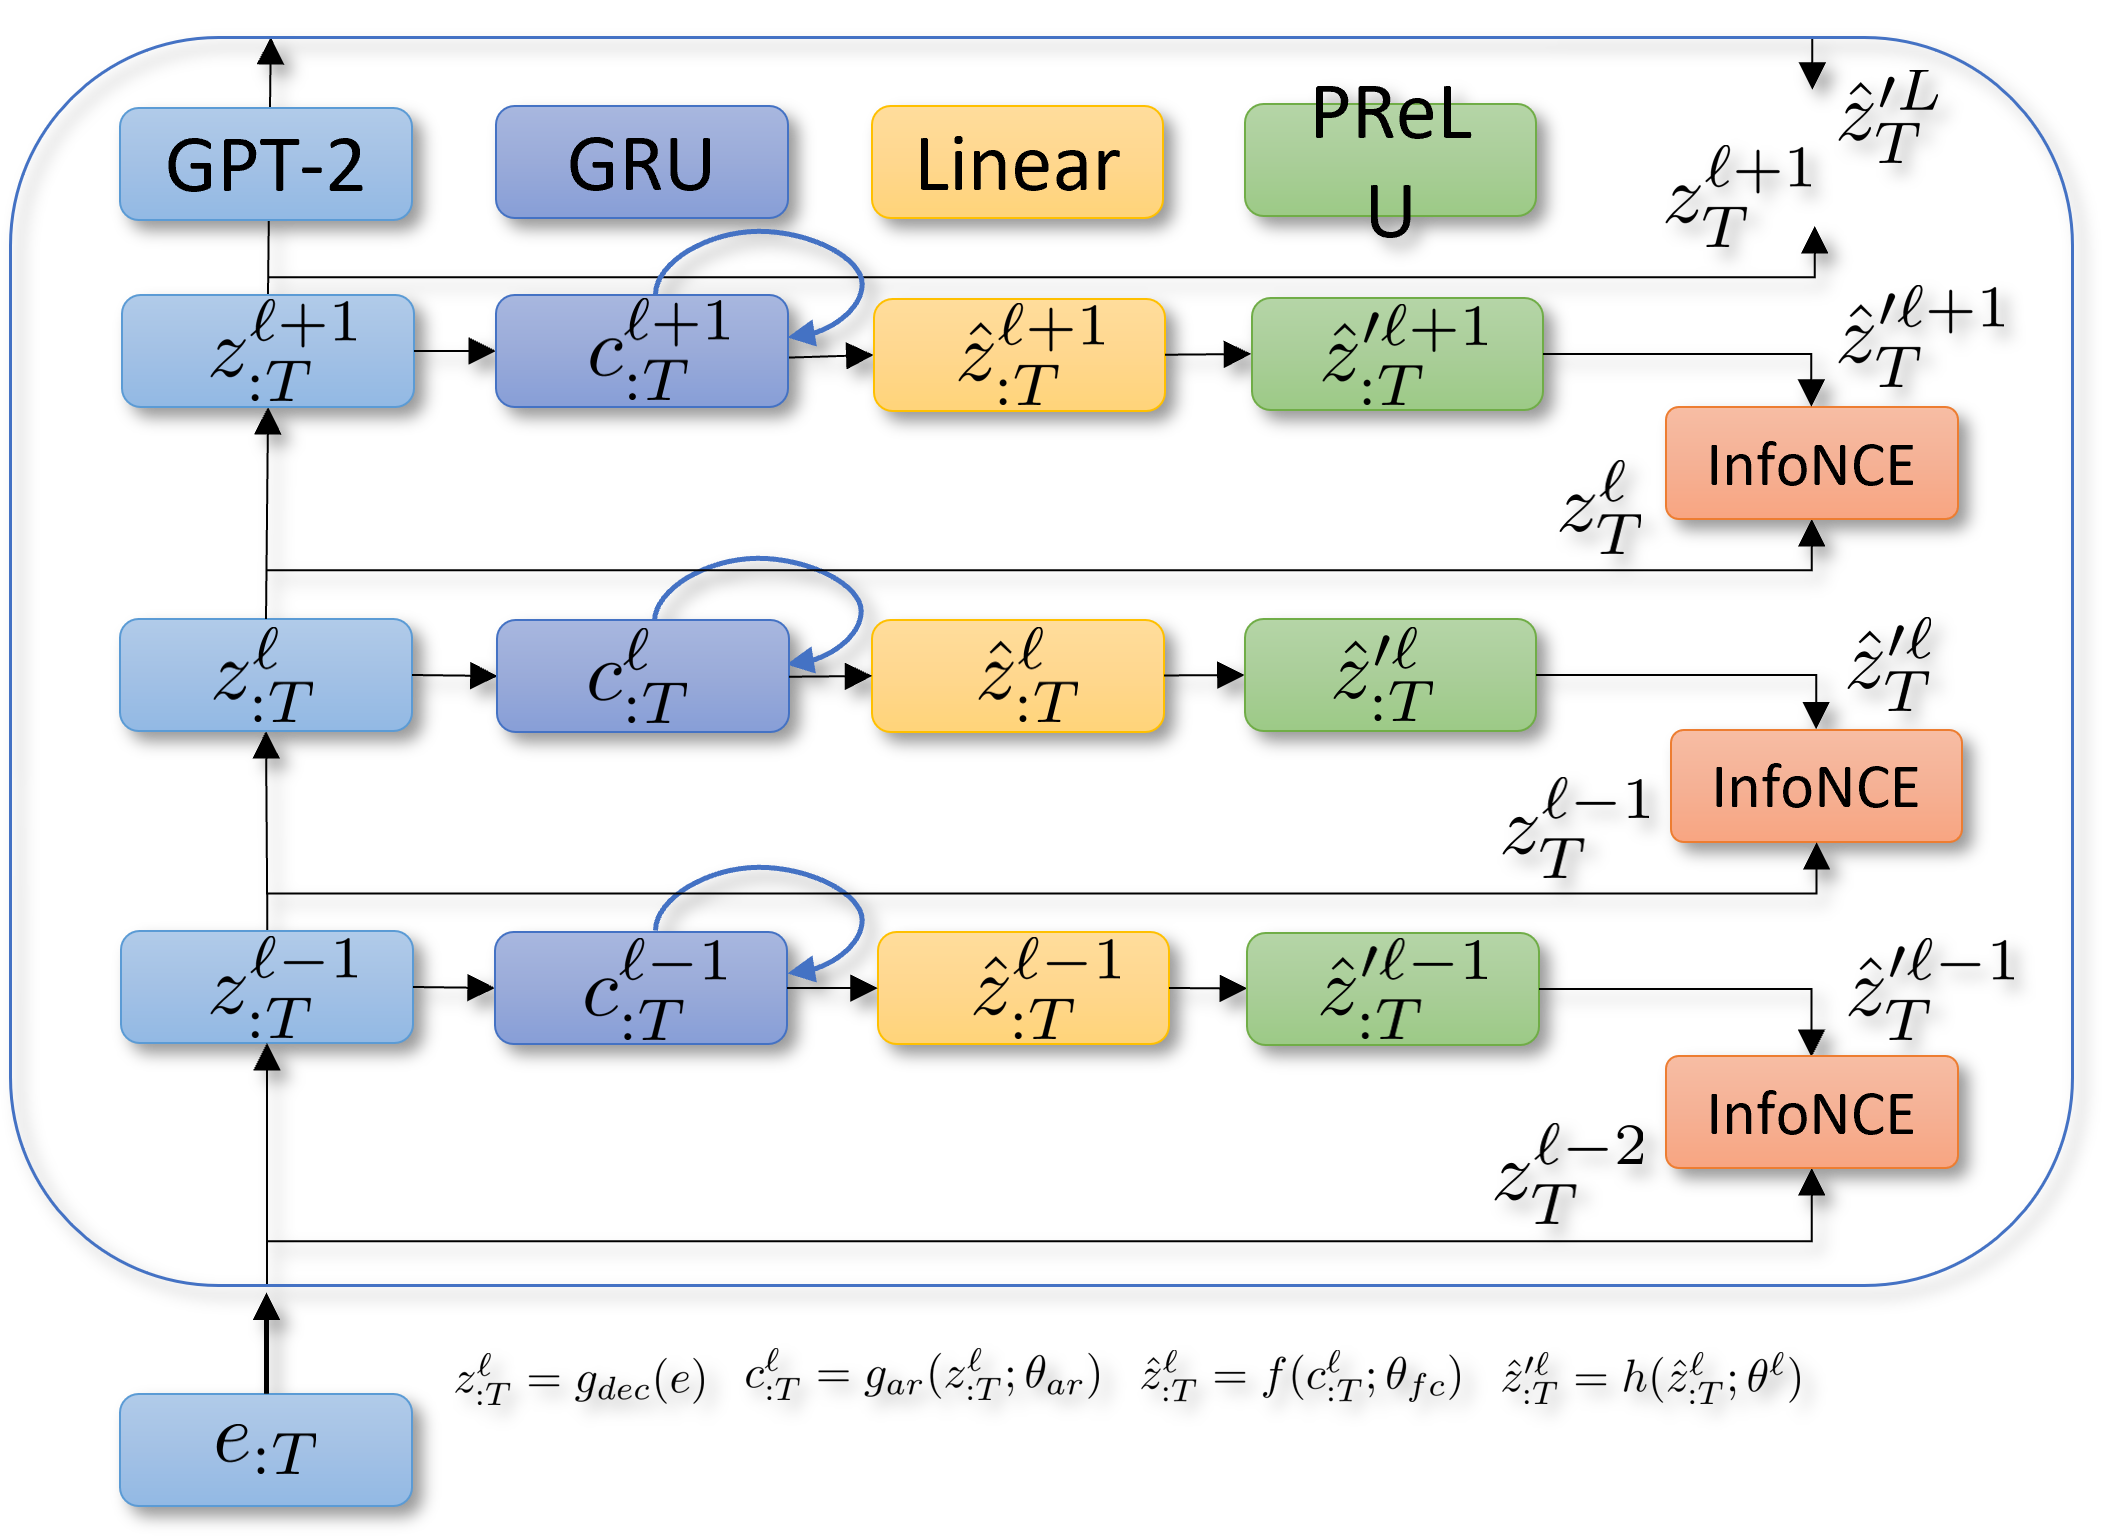 GPT-2 GRU Linear PReL
U
$\hat{z}'^{L}_{T}$
$z^{\ell+1}_{T}$
$z^{\ell+1}_{:T}$ $c^{\ell+1}_{:T}$ $\hat{z}^{\ell+1}_{:T}$ $\hat{z}'^{\ell+1}_{:T}$ $\hat{z}'^{\ell+1}_{T}$
InfoNCE
$z^{\ell}_{T}$
$z^{\ell}_{:T}$ $c^{\ell}_{:T}$ $\hat{z}^{\ell}_{:T}$ $\hat{z}'^{\ell}_{:T}$ $\hat{z}'^{\ell}_{T}$
InfoNCE
$z^{\ell-1}_{T}$
$z^{\ell-1}_{:T}$ $c^{\ell-1}_{:T}$ $\hat{z}^{\ell-1}_{:T}$ $\hat{z}'^{\ell-1}_{:T}$ $\hat{z}'^{\ell-1}_{T}$
InfoNCE
$z^{\ell-2}_{T}$
$z^{\ell}_{:T} = g_{dec}(e)$ $c^{\ell}_{:T} = g_{ar}(z^{\ell}_{:T}; \theta_{ar})$ $\hat{z}^{\ell}_{:T} = f(c^{\ell}_{:T}; \theta_{fc})$ $\hat{z}'^{\ell}_{:T} = h(\hat{z}^{\ell}_{:T}; \theta^{\ell})$
$e_{:T}$